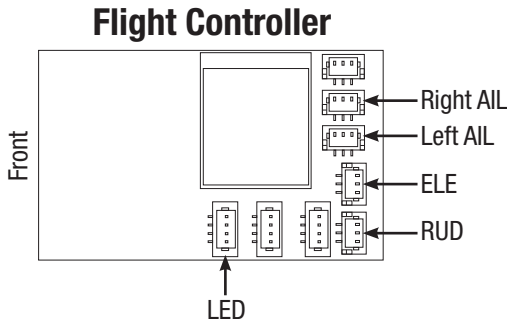 Flight Controller
Front
Right AIL
Left AIL
ELE
RUD
LED